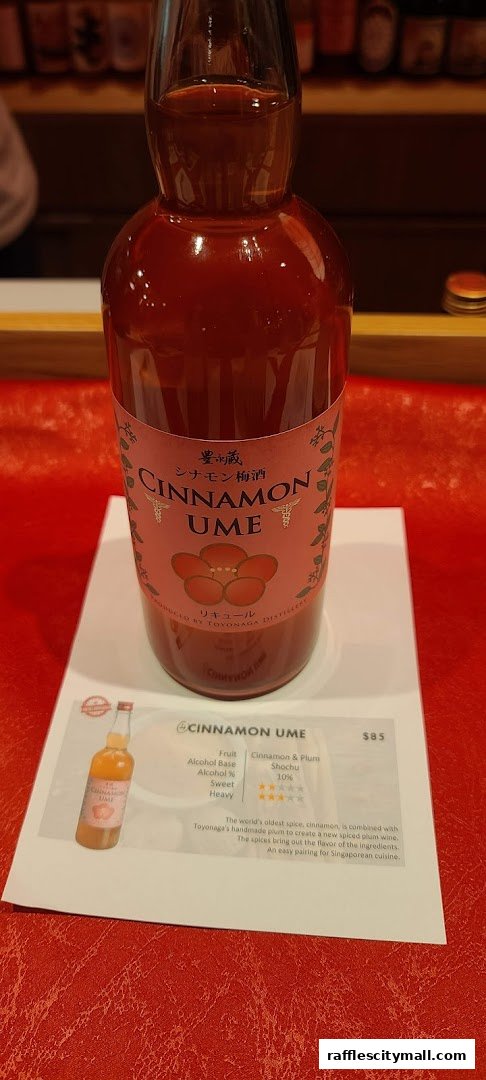 豊永蔵
シナモン梅酒
CINNAMON
UME
リキュール
PRODUCED BY TOYONAGA DISTILLERY
CINNAMON UME
$85
Fruit Cinnamon & Plum
Alcohol Base Shochu
Alcohol % 10%
Sweet ★★☆☆☆
Heavy ★★★☆☆
CINNAMON
UME
The world's oldest spice, cinnamon, is combined with
Toyonaga's handmade plum to create a new spiced plum wine.
The spices bring out the flavor of the ingredients.
An easy pairing for Singaporean cuisine.
rafflescitymall.com